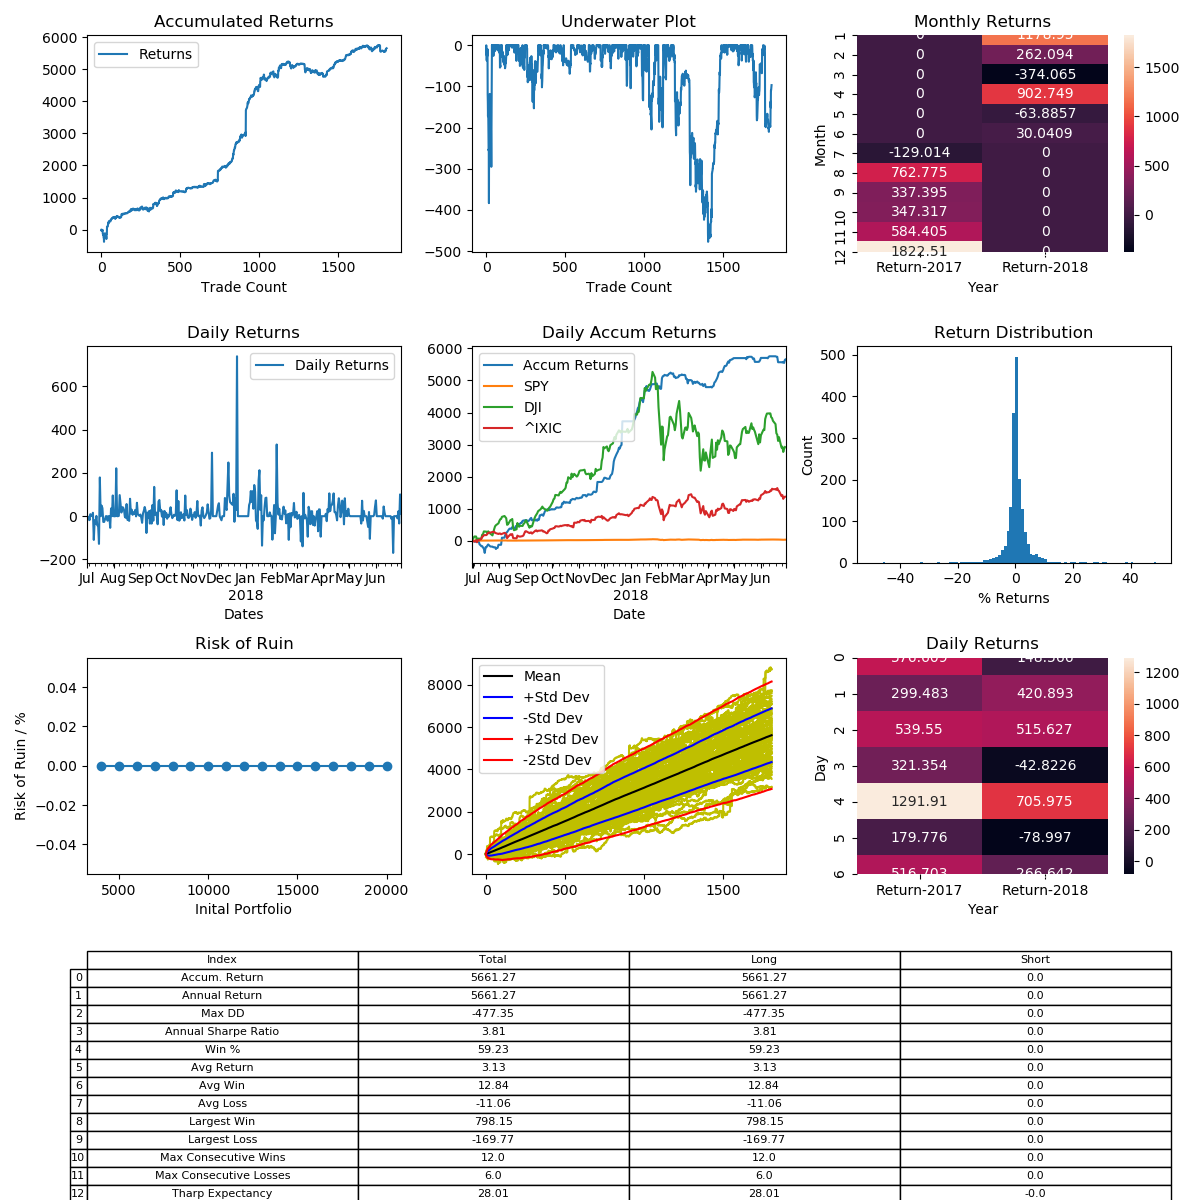 Accumulated Returns
6000
5000
4000
3000
2000
1000
0
Returns
0 500 1000 1500
Trade Count
Underwater Plot
0
−100
−200
−300
−400
−500
0 500 1000 1500
Trade Count
Monthly Returns
Month
1 0
2 0 262.094
3 0 -374.065
4 0 902.749
5 0 -63.8857
6 0 30.0409
7 -129.014 0
8 762.775 0
9 337.395 0
10 347.317 0
11 584.405 0
12 1822.51 0
Return-2017 Return-2018
Year
1500
1000
500
0
Daily Returns
600
400
200
0
−200
Daily Returns
Jul Aug Sep Oct Nov Dec Jan Feb Mar Apr May Jun
2018
Dates
Daily Accum Returns
6000
5000
4000
3000
2000
1000
0
Accum Returns
SPY
DJI
^IXIC
Jul Aug Sep Oct Nov Dec Jan Feb Mar Apr May Jun
2018
Date
Return Distribution
Count
500
400
300
200
100
0
−40 −20 0 20 40
% Returns
Risk of Ruin
Risk of Ruin / %
0.04
0.02
0.00
−0.02
−0.04
5000 10000 15000 20000
Inital Portfolio
8000
6000
4000
2000
0
Mean
+Std Dev
-Std Dev
+2Std Dev
-2Std Dev
0 500 1000 1500
Daily Returns
Day
0
1 299.483 420.893
2 539.55 515.627
3 321.354 -42.8226
4 1291.91 705.975
5 179.776 -78.997
6 516.703 266.642
Return-2017 Return-2018
Year
1200
1000
800
600
400
200
0
Index Total Long Short
0 Accum. Return 5661.27 5661.27 0.0
1 Annual Return 5661.27 5661.27 0.0
2 Max DD -477.35 -477.35 0.0
3 Annual Sharpe Ratio 3.81 3.81 0.0
4 Win % 59.23 59.23 0.0
5 Avg Return 3.13 3.13 0.0
6 Avg Win 12.84 12.84 0.0
7 Avg Loss -11.06 -11.06 0.0
8 Largest Win 798.15 798.15 0.0
9 Largest Loss -169.77 -169.77 0.0
10 Max Consecutive Wins 12.0 12.0 0.0
11 Max Consecutive Losses 6.0 6.0 0.0
12 Tharp Expectancy 28.01 28.01 -0.0